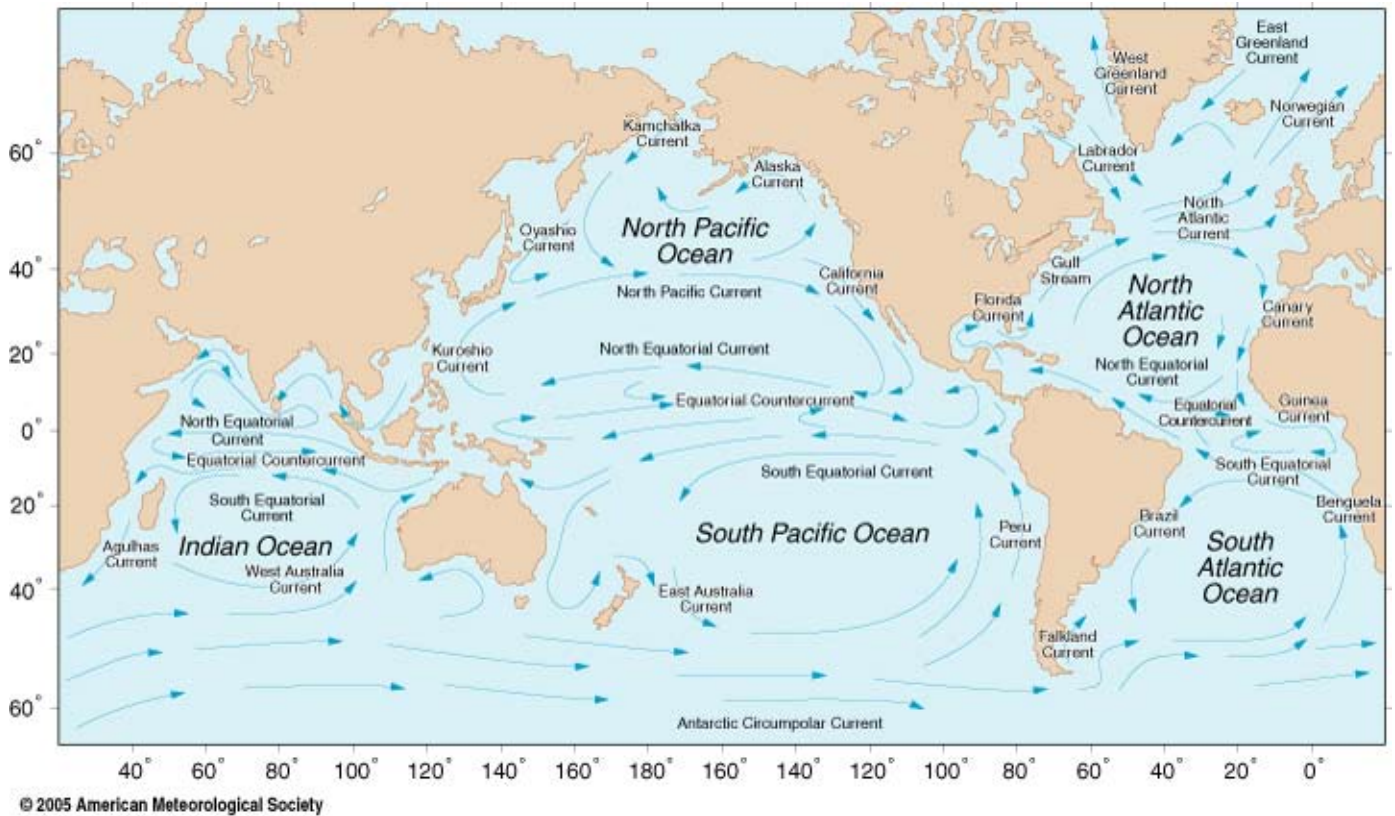 East
Greenland
Current
West
Greenland
Current
Norwegian
Current
Kamchatka
Current
60°
Labrador
Current
Alaska
Current
North
Atlantic
Current
North Pacific
Ocean
Oyashio
Current
40°
Gulf
Stream
California
Current
North
Atlantic
Ocean
North Pacific Current
Florida
Current
Canary
Current
20°
Kuroshio
Current
North Equatorial Current
North Equatorial
Current
Equatorial Countercurrent
Equatorial
Countercurrent
Guinea
Current
North Equatorial
Current
0°
Equatorial Countercurrent
South Equatorial Current
South Equatorial
Current
20°
South Equatorial
Current
Benguela
Current
Brazil
Current
Peru
Current
South Pacific Ocean
South
Atlantic
Ocean
Indian Ocean
Agulhas
Current
West Australia
Current
40°
East Australia
Current
Falkland
Current
60°
Antarctic Circumpolar Current
40° 60° 80° 100° 120° 140° 160° 180° 160° 140° 120° 100° 80° 60° 40° 20° 0°
© 2005 American Meteorological Society